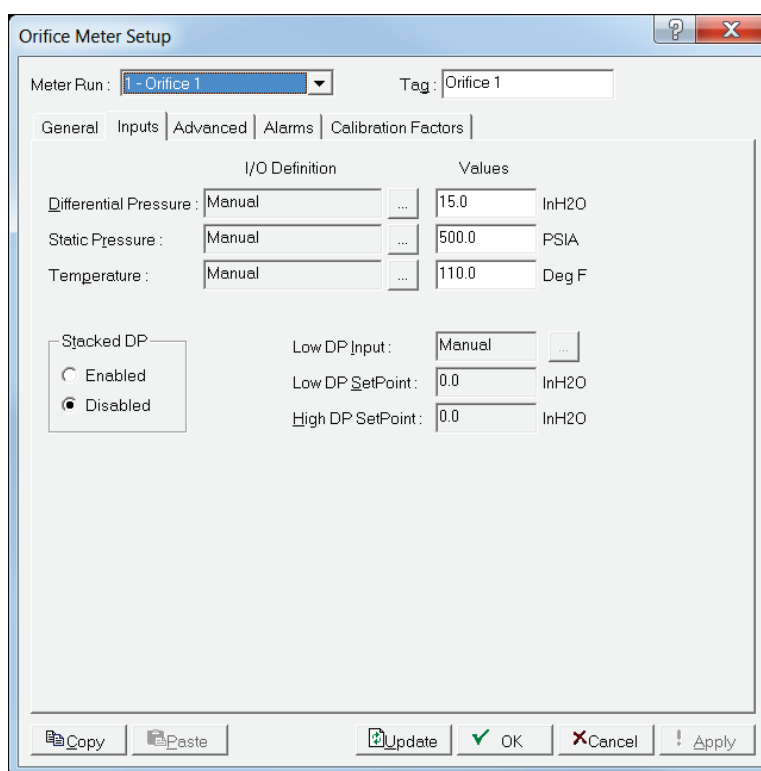 Orifice Meter Setup
Meter Run : 1 - Orifice 1 Tag : Orifice 1
General Inputs Advanced Alarms Calibration Factors
I/O Definition Values
Differential Pressure : Manual ... 15.0 InH2O
Static Pressure : Manual ... 500.0 PSIA
Temperature : Manual ... 110.0 Deg F
Stacked DP
Low DP Input : Manual ...
Enabled
Low DP SetPoint : 0.0 InH2O
Disabled
High DP SetPoint : 0.0 InH2O
Copy Paste Update OK Cancel ! Apply